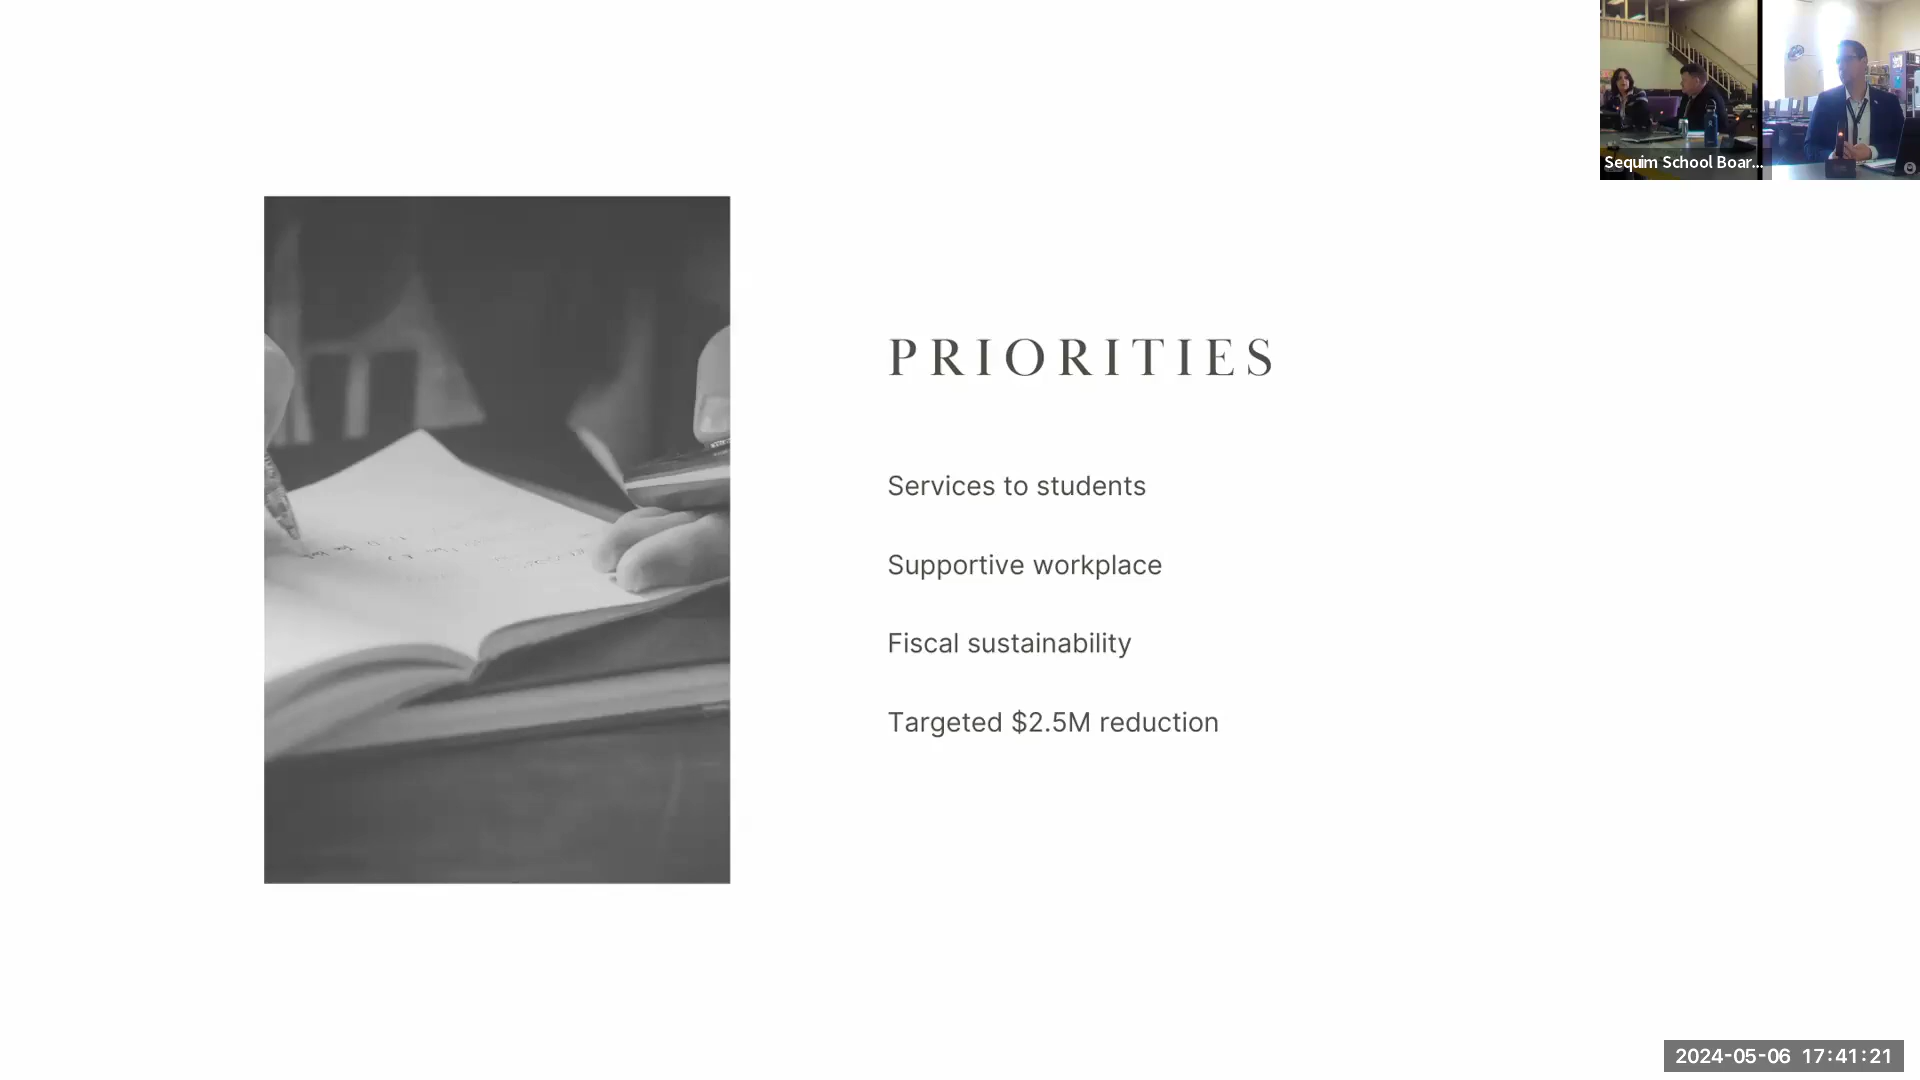 Sequim School Boar...
PRIORITIES
Services to students
Supportive workplace
Fiscal sustainability
Targeted $2.5M reduction
2024-05-06 17:41:21